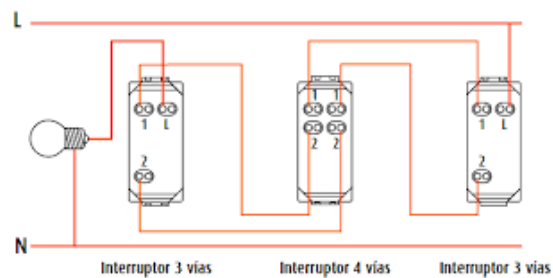 L
1 L
2
1 1
2 2
1 L
2
N
Interruptor 3 vías
Interruptor 4 vías
Interruptor 3 vías